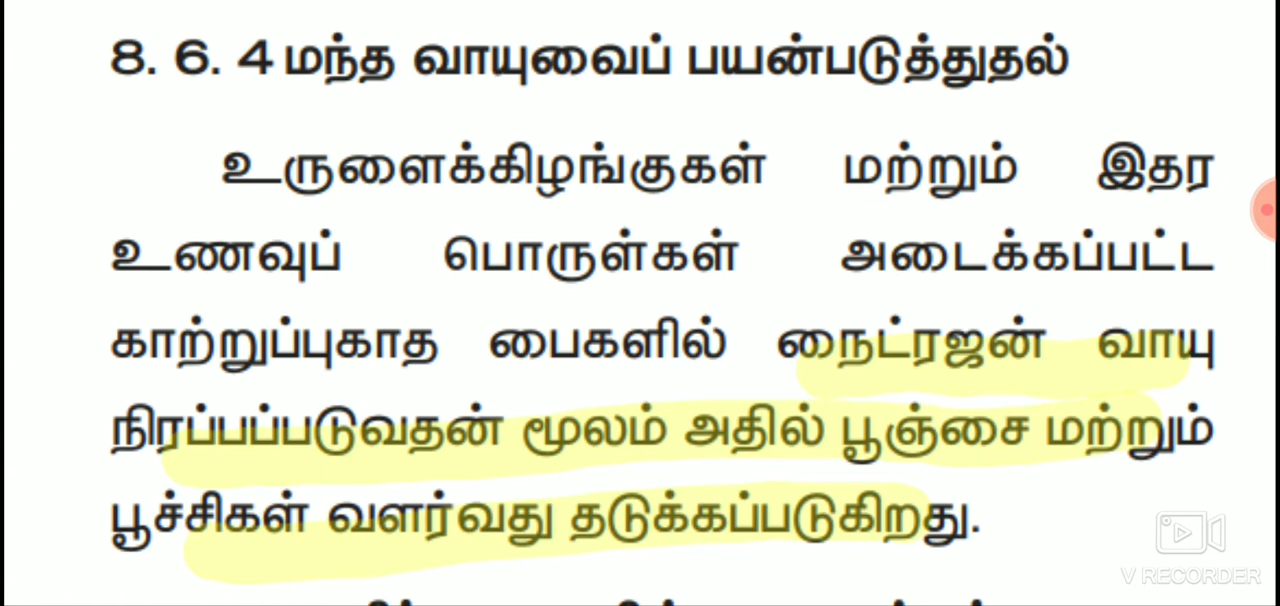 8. 6. 4 மந்த வாயுவைப் பயன்படுத்துதல்
உருளைக்கிழங்குகள் மற்றும் இதர
உணவுப் பொருள்கள் அடைக்கப்பட்ட
காற்றுப்புகாத பைகளில் நைட்ரஜன் வாயு
நிரப்பப்படுவதன் மூலம் அதில் பூஞ்சை மற்றும்
பூச்சிகள் வளர்வது தடுக்கப்படுகிறது.
V RECORDER